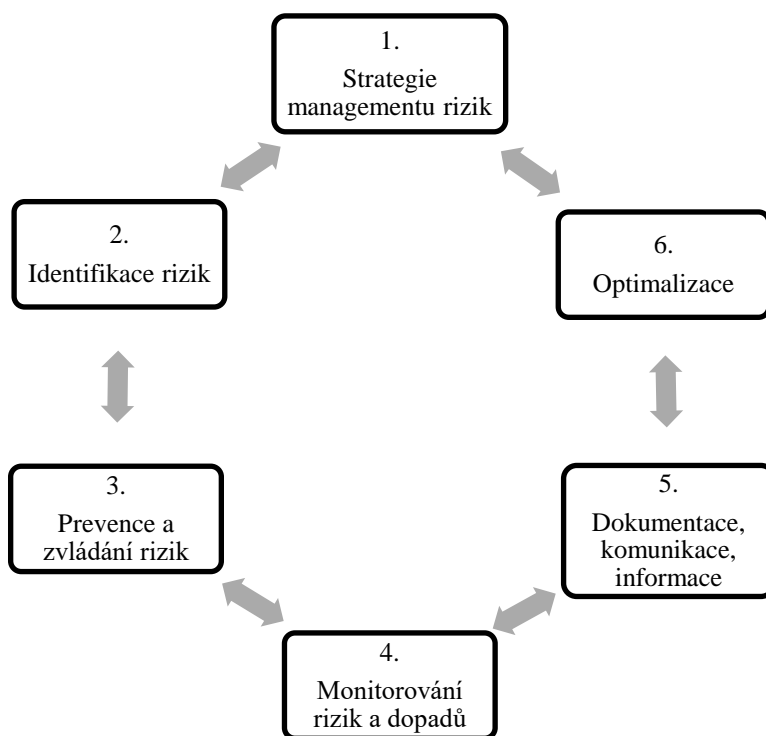 1.
Strategie
managementu rizik
2.
Identifikace rizik
6.
Optimalizace
3.
Prevence a
zvládání rizik
5.
Dokumentace,
komunikace,
informace
4.
Monitorování
rizik a dopadů